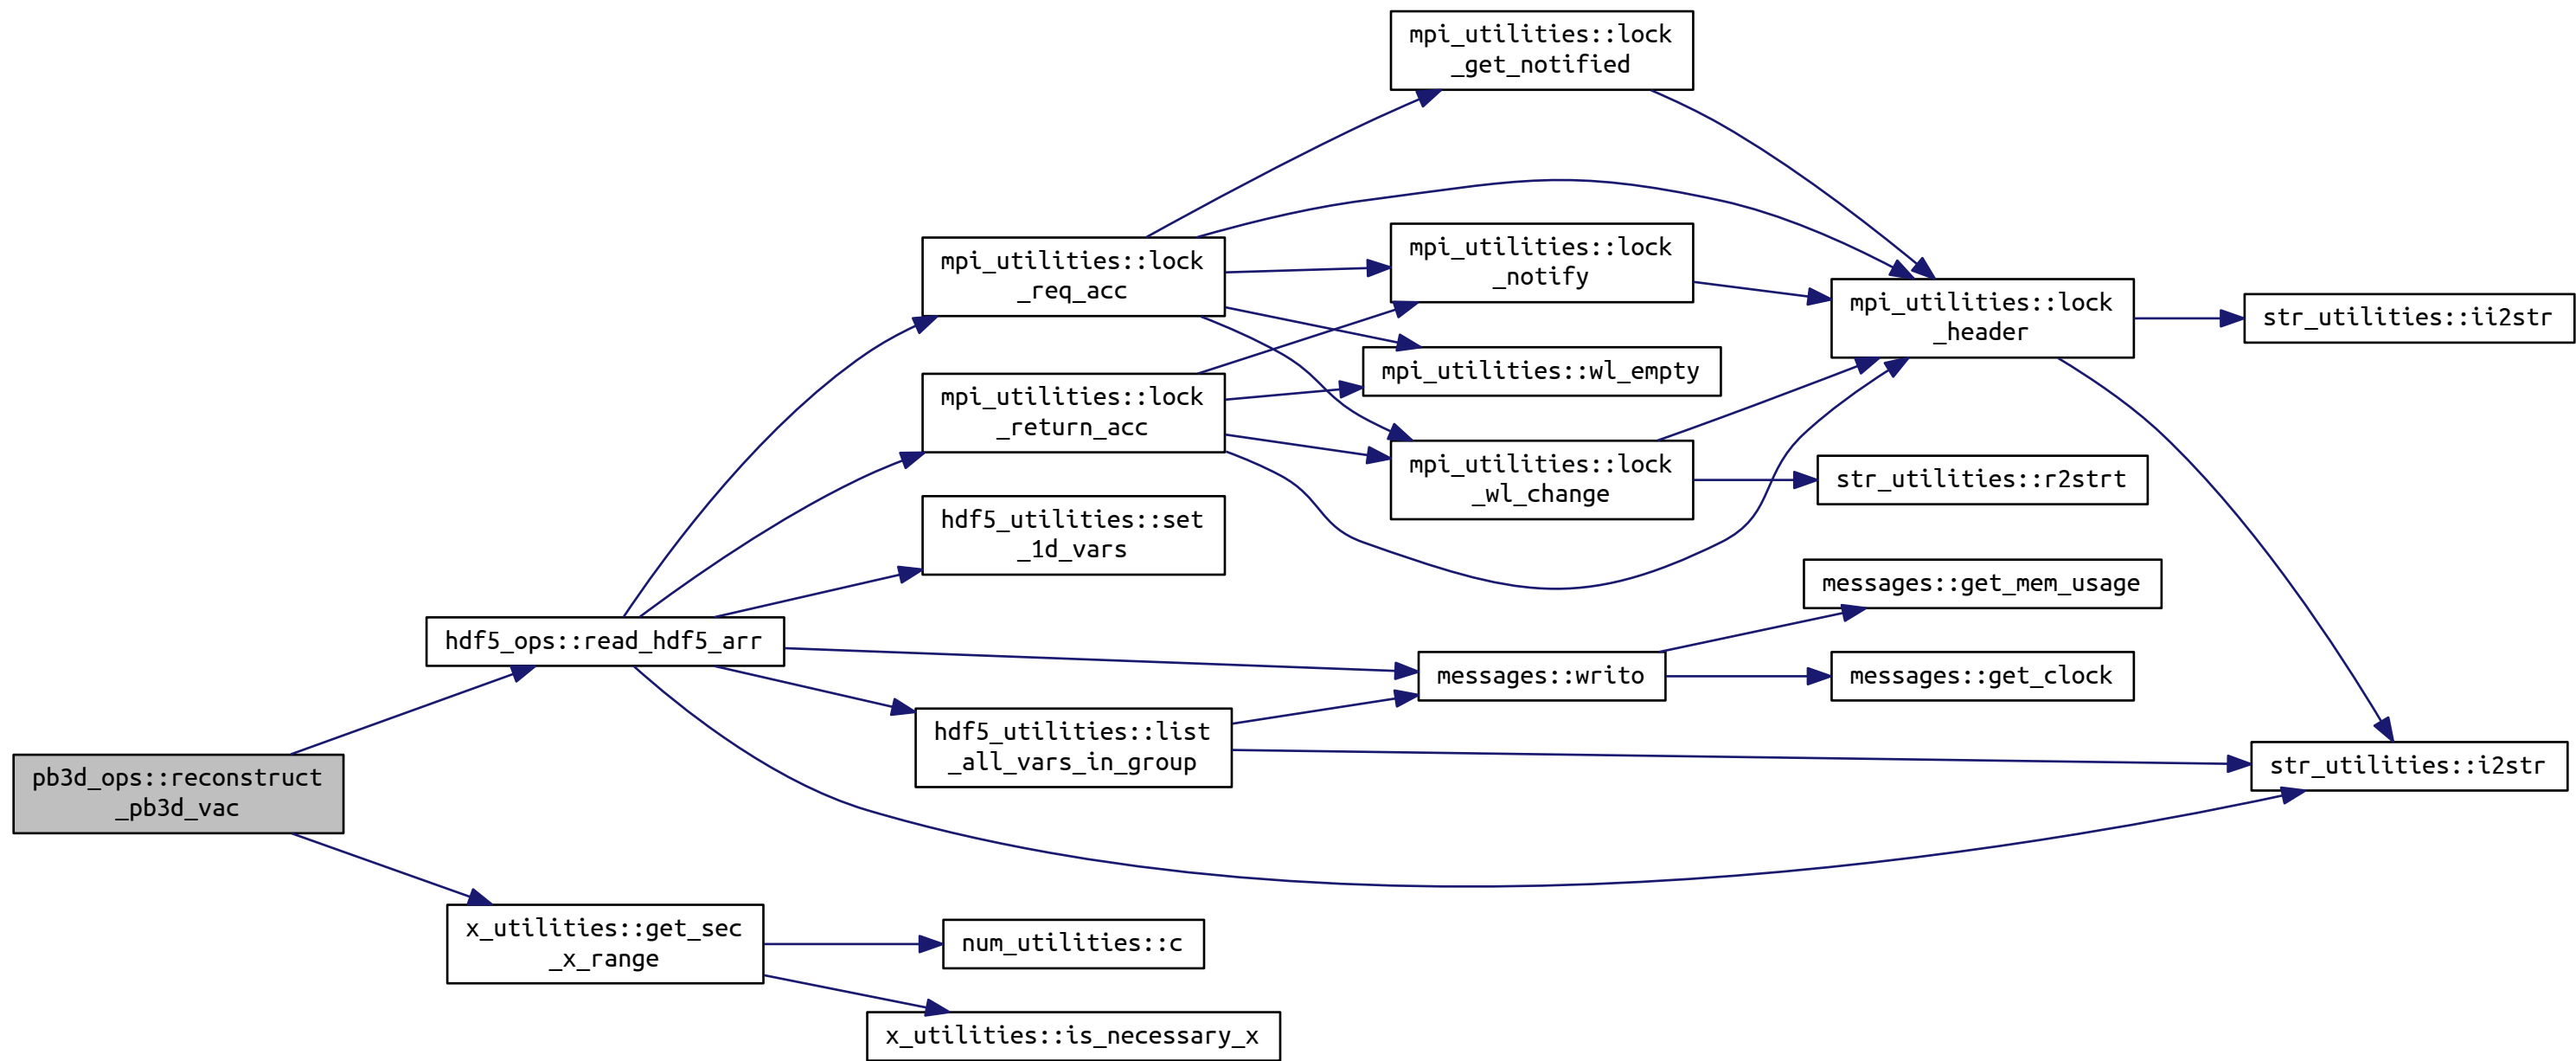 mpi_utilities::lock
_get_notified
mpi_utilities::lock
_req_acc
mpi_utilities::lock
_notify
mpi_utilities::lock
_header
str_utilities::ii2str
mpi_utilities::wl_empty
mpi_utilities::lock
_return_acc
mpi_utilities::lock
_wl_change
str_utilities::r2strt
hdf5_utilities::set
_1d_vars
messages::get_mem_usage
hdf5_ops::read_hdf5_arr
messages::writo
messages::get_clock
hdf5_utilities::list
_all_vars_in_group
str_utilities::i2str
pb3d_ops::reconstruct
_pb3d_vac
x_utilities::get_sec
_x_range
num_utilities::c
x_utilities::is_necessary_x